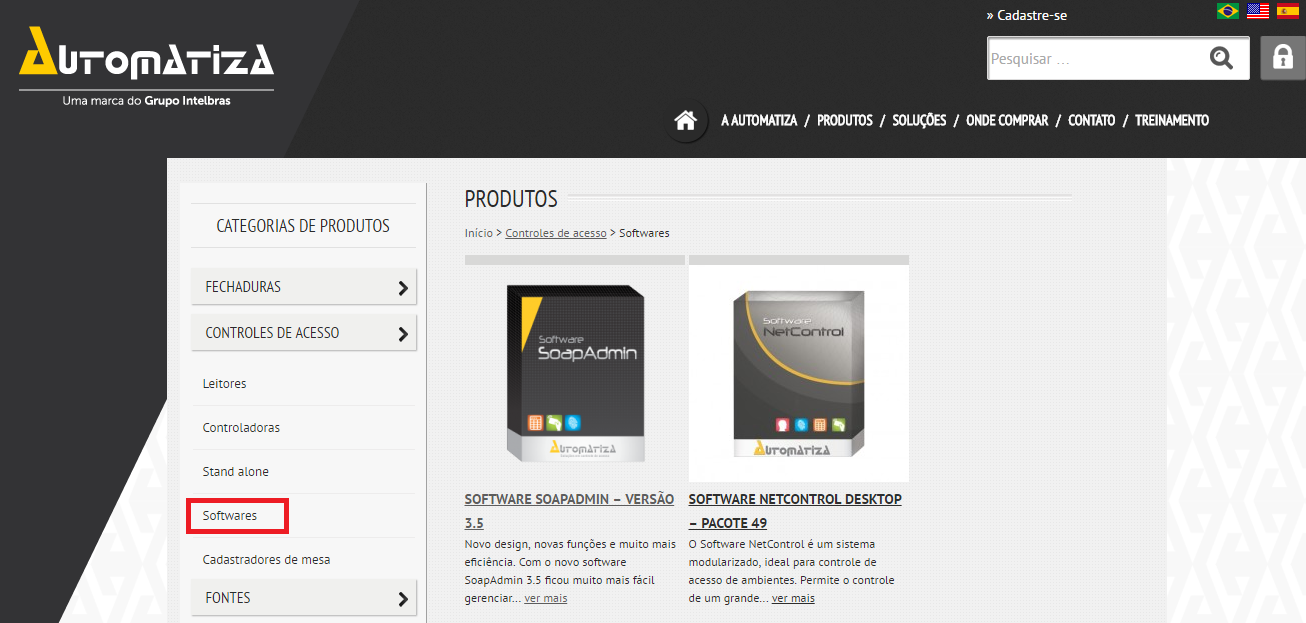 » Cadastre-se
AUTOMATIZA
Uma marca do Grupo Intelbras
Pesquisar ...
A AUTOMATIZA / PRODUTOS / SOLUÇÕES / ONDE COMPRAR / CONTATO / TREINAMENTO
CATEGORIAS DE PRODUTOS
FECHADURAS
CONTROLES DE ACESSO
Leitores
Controladoras
Stand alone
Softwares
Cadastradores de mesa
FONTES
PRODUTOS
Início > Controles de acesso > Softwares
Software
SoapAdmin
AUTOMATIZA
SOFTWARE SOAPADMIN – VERSÃO
3.5
Novo design, novas funções e muito mais
eficiência. Com o novo software
SoapAdmin 3.5 ficou muito mais fácil
gerenciar... ver mais
Software
NetControl
AUTOMATIZA
SOFTWARE NETCONTROL DESKTOP
– PACOTE 49
O Software NetControl é um sistema
modularizado, ideal para controle de
acesso de ambientes. Permite o controle
de um grande... ver mais